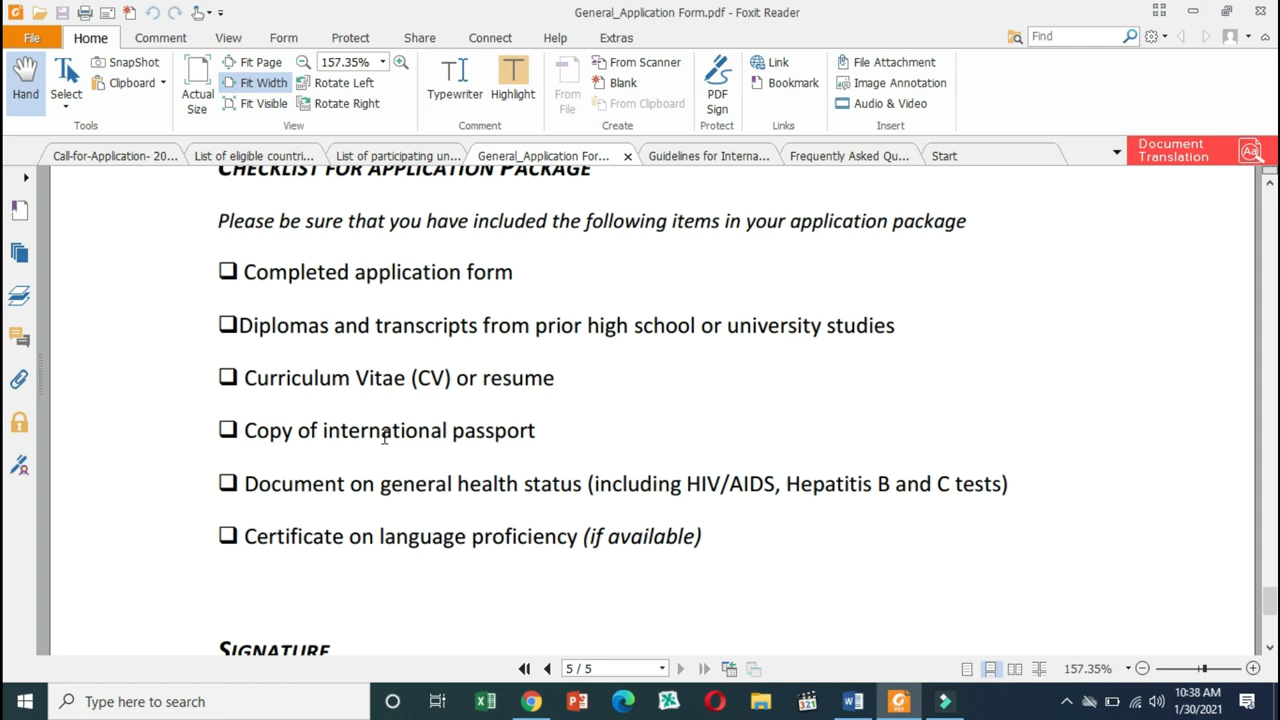 General_Application Form.pdf - Foxit Reader
File
Home
Comment
View
Form
Protect
Share
Connect
Help
Extras
Find
Hand
Select
SnapShot
Clipboard
Actual
Size
Fit Page
Fit Width
Fit Visible
157.35%
Rotate Left
Rotate Right
Typewriter
Highlight
From
File
From Scanner
Blank
From Clipboard
PDF
Sign
Link
Bookmark
File Attachment
Image Annotation
Audio & Video
Tools
View
Comment
Create
Protect
Links
Insert
Call-for-Application- 20...
List of eligible countri...
List of participating un...
General_Application For...
Guidelines for Interna...
Frequently Asked Qu...
Start
Document
Translation
CHECKLIST FOR APPLICATION PACKAGE
Please be sure that you have included the following items in your application package
❑ Completed application form
❑Diplomas and transcripts from prior high school or university studies
❑ Curriculum Vitae (CV) or resume
❑ Copy of international passport
❑ Document on general health status (including HIV/AIDS, Hepatitis B and C tests)
❑ Certificate on language proficiency (if available)
SIGNATURE
5 / 5
157.35%
Type here to search
10:38 AM
1/30/2021